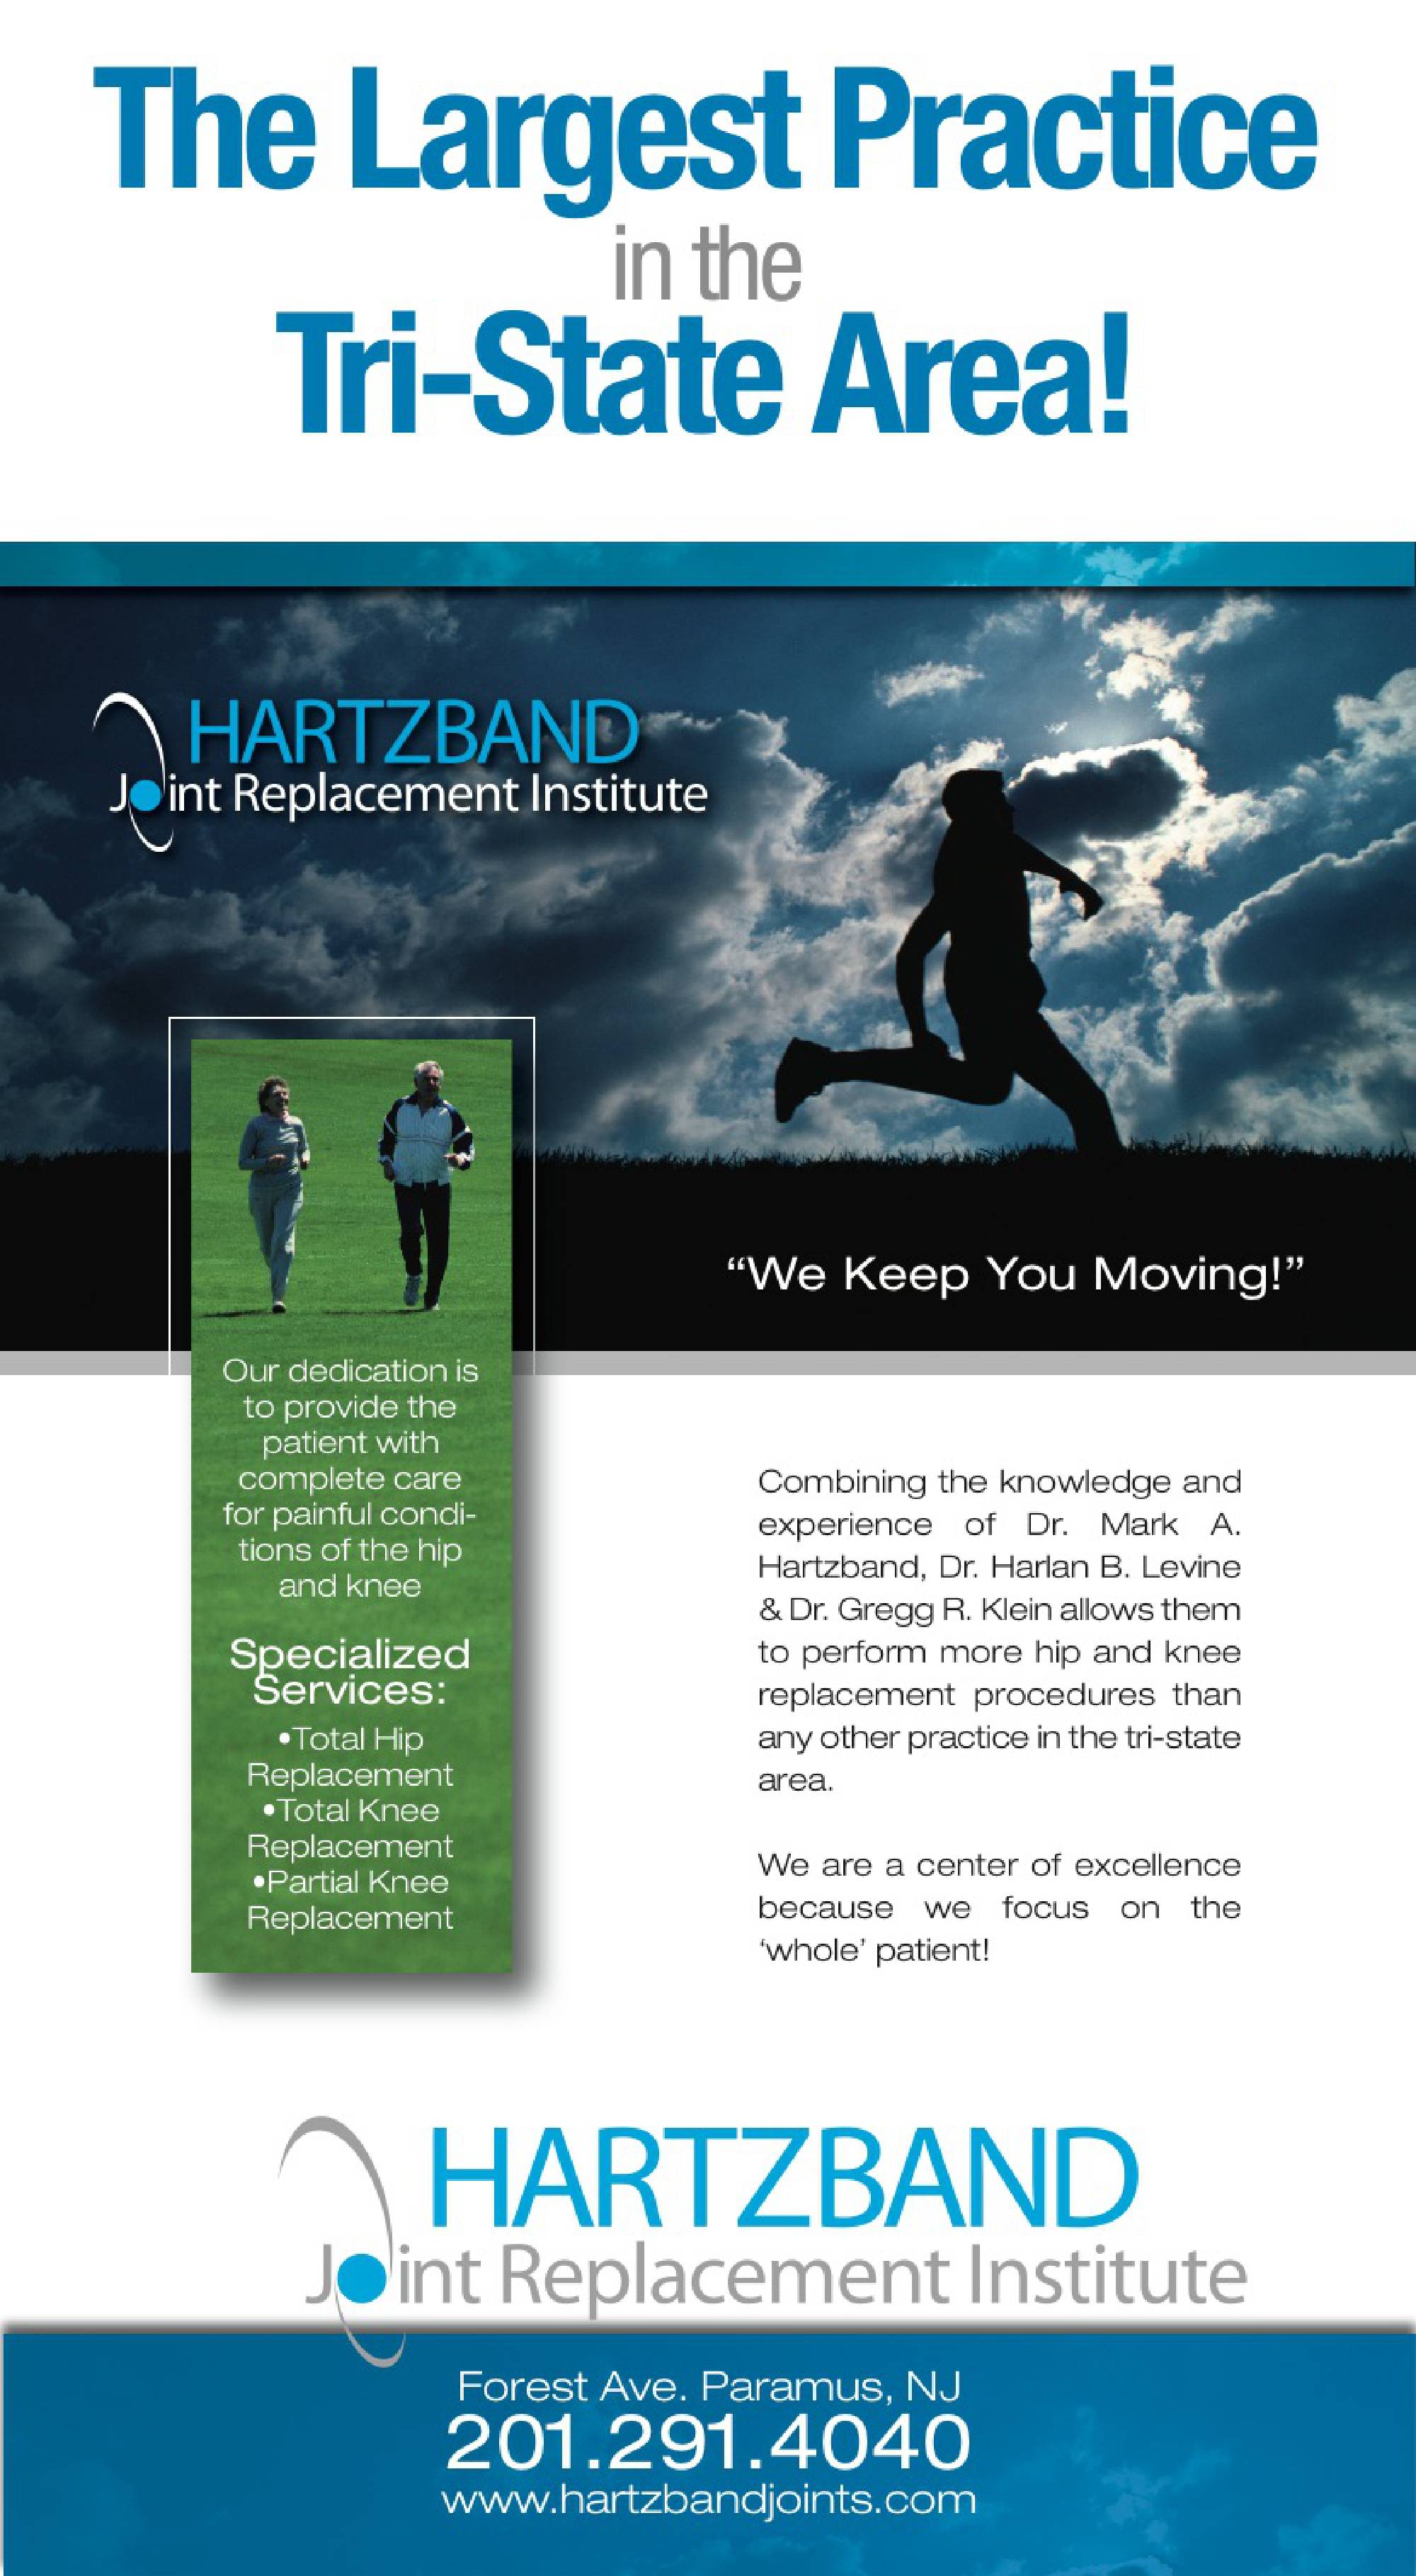 The Largest Practice
in the
Tri-State Area!
HARTZBAND
Joint Replacement Institute
“We Keep You Moving!”
Our dedication is
to provide the
patient with
complete care
for painful condi-
tions of the hip
and knee
Specialized
Services:
•Total Hip
Replacement
•Total Knee
Replacement
•Partial Knee
Replacement
Combining the knowledge and
experience of Dr. Mark A.
Hartzband, Dr. Harlan B. Levine
& Dr. Gregg R. Klein allows them
to perform more hip and knee
replacement procedures than
any other practice in the tri-state
area.
We are a center of excellence
because we focus on the
‘whole’ patient!
HARTZBAND
Joint Replacement Institute
Forest Ave. Paramus, NJ
201.291.4040
www.hartzbandjoints.com